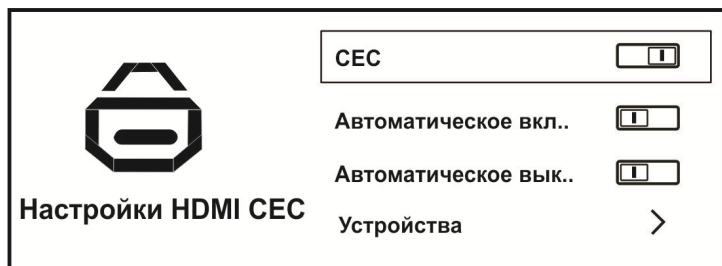 CEC
Автоматическое вкл..
Автоматическое вык..
Настройки HDMI CEC
Устройства